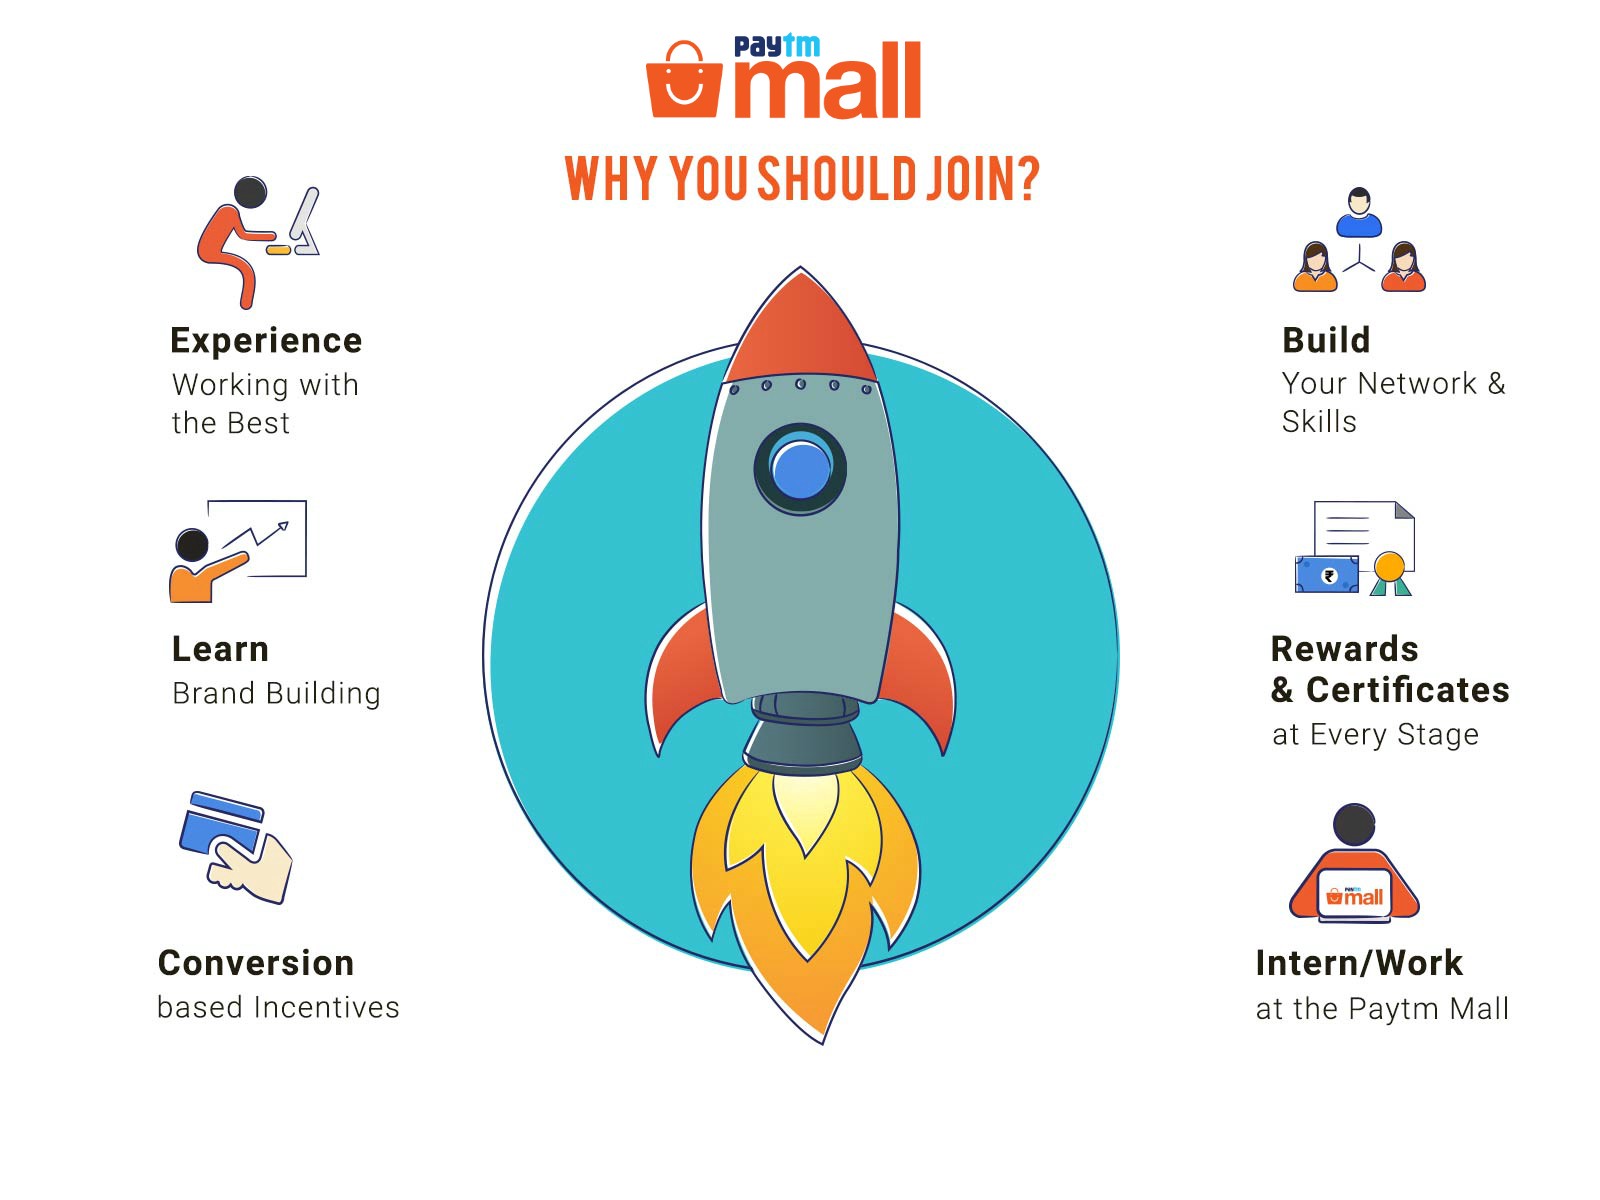 paytm
mall
WHY YOU SHOULD JOIN?
Experience
Working with
the Best
Learn
Brand Building
Conversion
based Incentives
Build
Your Network &
Skills
₹
Rewards
& Certificates
at Every Stage
paytm
mall
Intern/Work
at the Paytm Mall